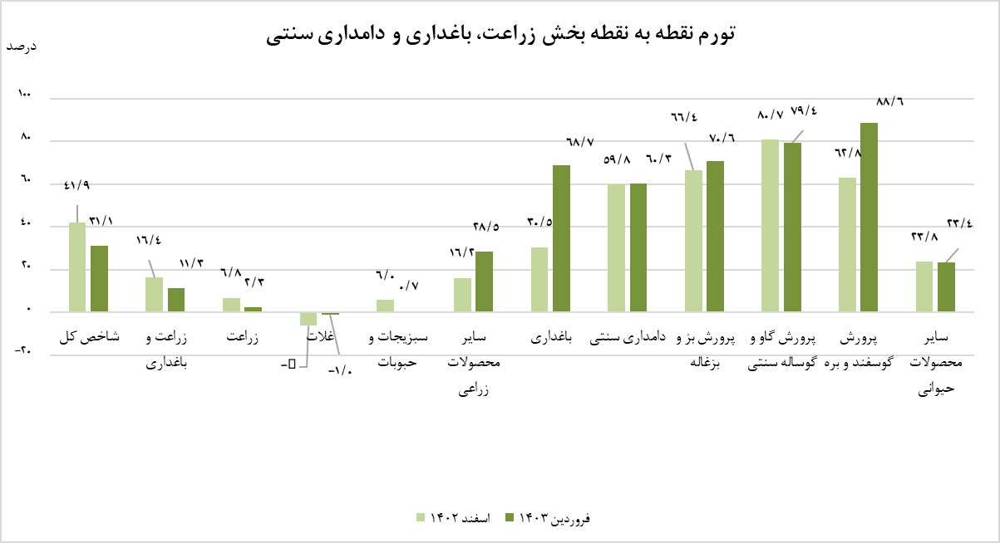 تورم نقطه به نقطه بخش زراعت، باغداری و دامداری سنتی
درصد
۱۰۰
۸۰
۶۰
۴۰
۲۰
۰
-۲۰
۴۱/۹
۳۱/۱
۱۶/۴
۱۱/۳
۶/۸
۲/۳
-۱/۰
۶/۰
۰/۷
۱۶/۲
۲۸/۵
۳۰/۵
۶۸/۷
۵۹/۸
۶۰/۳
۶۶/۴
۷۰/۶
۸۰/۷
۷۹/۴
۶۲/۸
۸۸/۶
۲۳/۸
۲۳/۴
شاخص کل
زراعت و
باغداری
زراعت
غلات
سبزیجات و
حبوبات
سایر
محصولات
زراعی
باغداری
دامداری سنتی
پرورش بز و
بزغاله
پرورش گاو و
گوساله سنتی
پرورش
گوسفند و بره
سایر
محصولات
حیوانی
اسفند ۱۴۰۲
فروردین ۱۴۰۳